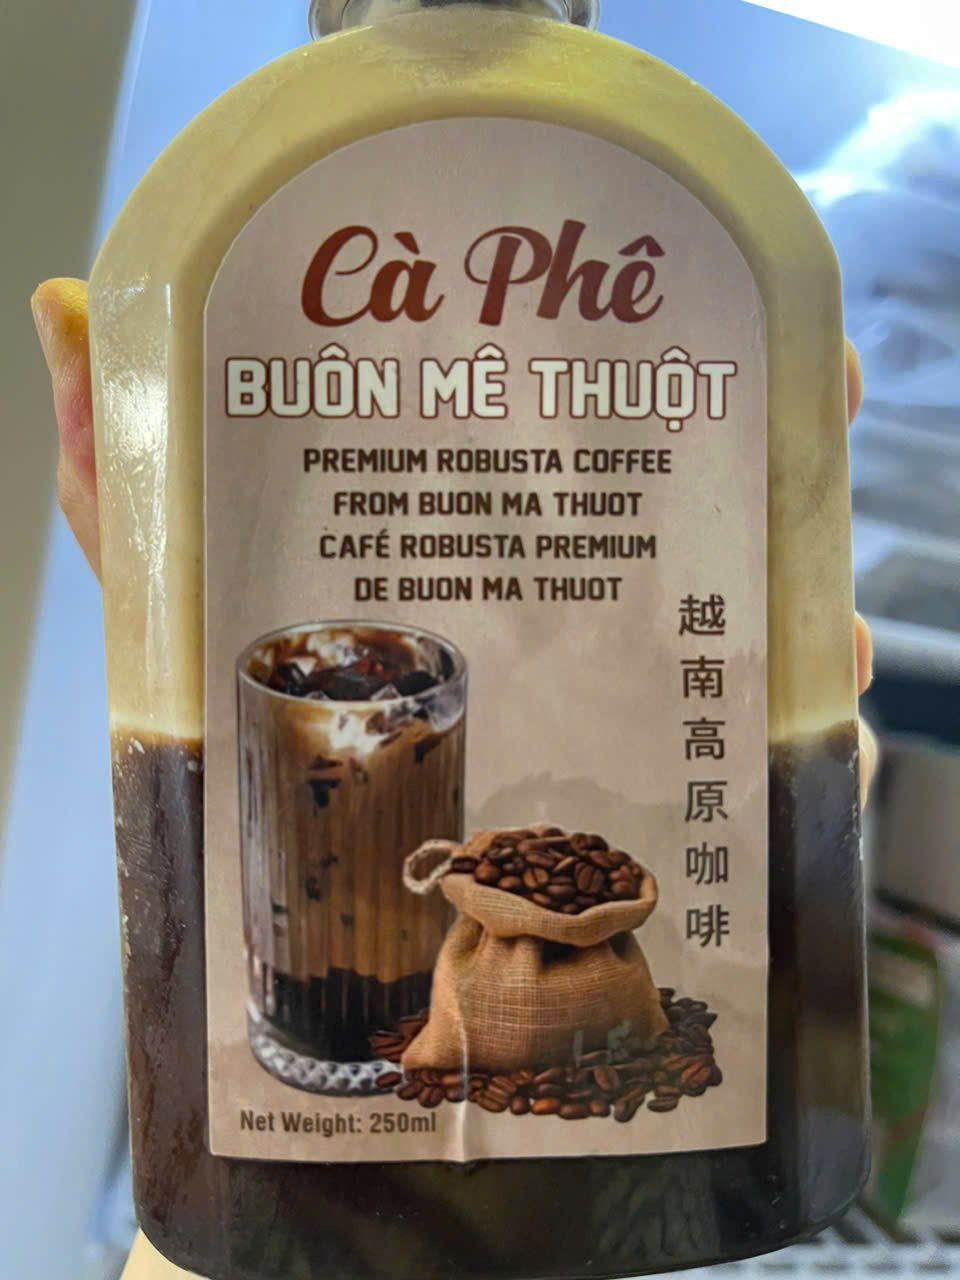 Cà Phê
BUÔN MÊ THUỘT
PREMIUM ROBUSTA COFFEE
FROM BUON MA THUOT
CAFÉ ROBUSTA PREMIUM
DE BUON MA THUOT
越南高原咖啡
Net Weight: 250ml